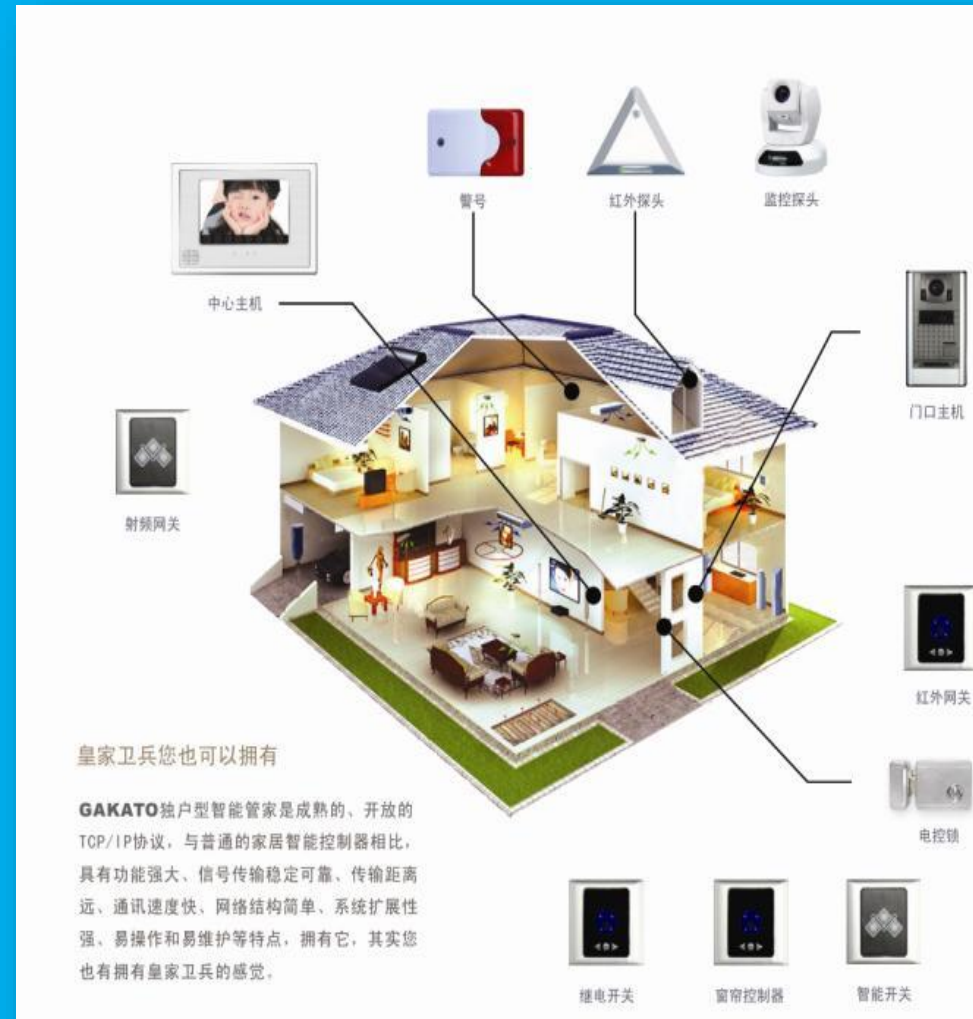 警号
红外探头
监控探头
中心主机
门口主机
射频网关
红外网关
皇家卫兵您也可以拥有
GAKATO独户型智能管家是成熟的、开放的
TCP/IP协议，与普通的家居智能控制器相比，
具有功能强大、信号传输稳定可靠、传输距离
远、通讯速度快、网络结构简单、系统扩展性
强、易操作和易维护等特点，拥有它，其实您
也有拥有皇家卫兵的感觉。
电控锁
继电开关
窗帘控制器
智能开关